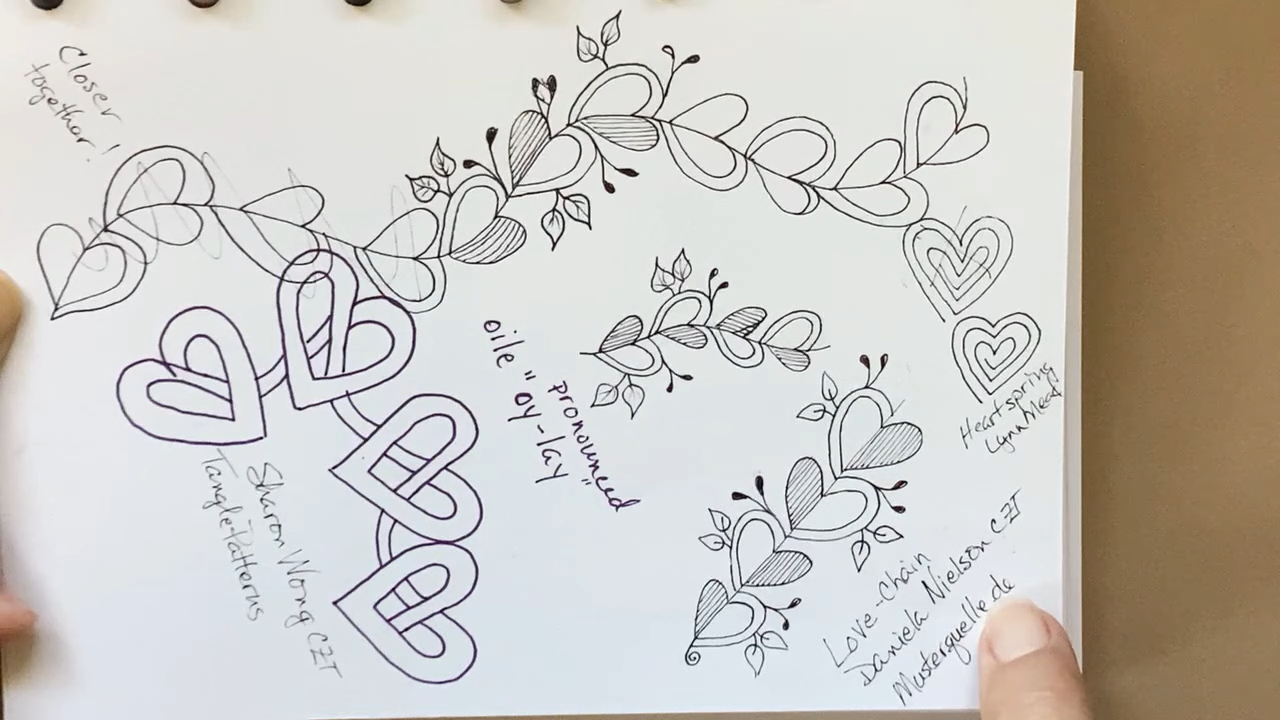 Closer
together!
oile
pronounced
"oy-lay"
Heartspring
Lynn Mead
Sharon Wong CZT
TanglePatterns
Love-Chain
Daniela Nielson CZT
Musterquelle.de